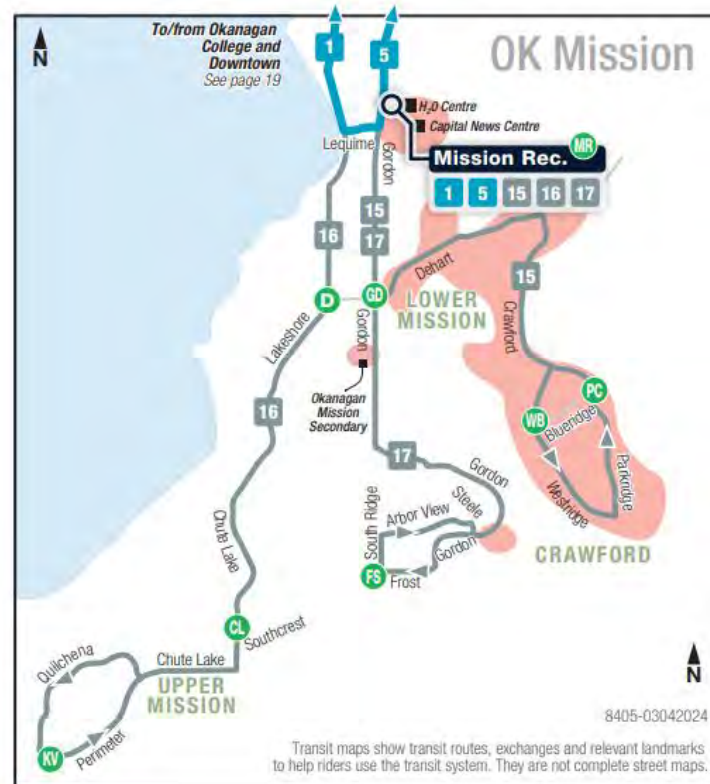 N
To/from Okanagan
College and
Downtown
See page 19
1
5
OK Mission
H₂O Centre
Capital News Centre
Lequime
Gordon
Mission Rec.
MR
1 5 15 16 17
15
17
16
Dehart
15
D
GD
LOWER
MISSION
Crawford
Lakeshore
Gordon
Okanagan
Mission
Secondary
16
PC
WB
Blueridge
Parkridge
Westridge
17
Gordon
Steele
South Ridge
Arbor View
Gordon
CRAWFORD
FS
Frost
Chute Lake
CL
Southcrest
Quilchena
Chute Lake
UPPER
MISSION
N
KV
Perimeter
8405-03042024
Transit maps show transit routes, exchanges and relevant landmarks
to help riders use the transit system. They are not complete street maps.